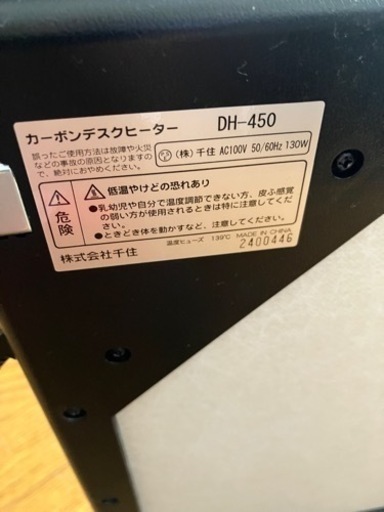 カーボンデスクヒーター DH-450
誤ったご使用方法は故障や火災
などの事故の原因となりますの
で、絶対におやめください。
(株)千住 AC100V 50/60Hz 130W
危険
低温やけどの恐れあり
●乳幼児や自分で温度調節できない方、皮ふ感覚
の弱い方が使用されるときは特に注意してください。
●ときどき体を動かすなど、注意してください。
温度ヒューズ 139℃ MADE IN CHINA
株式会社千住
2400446